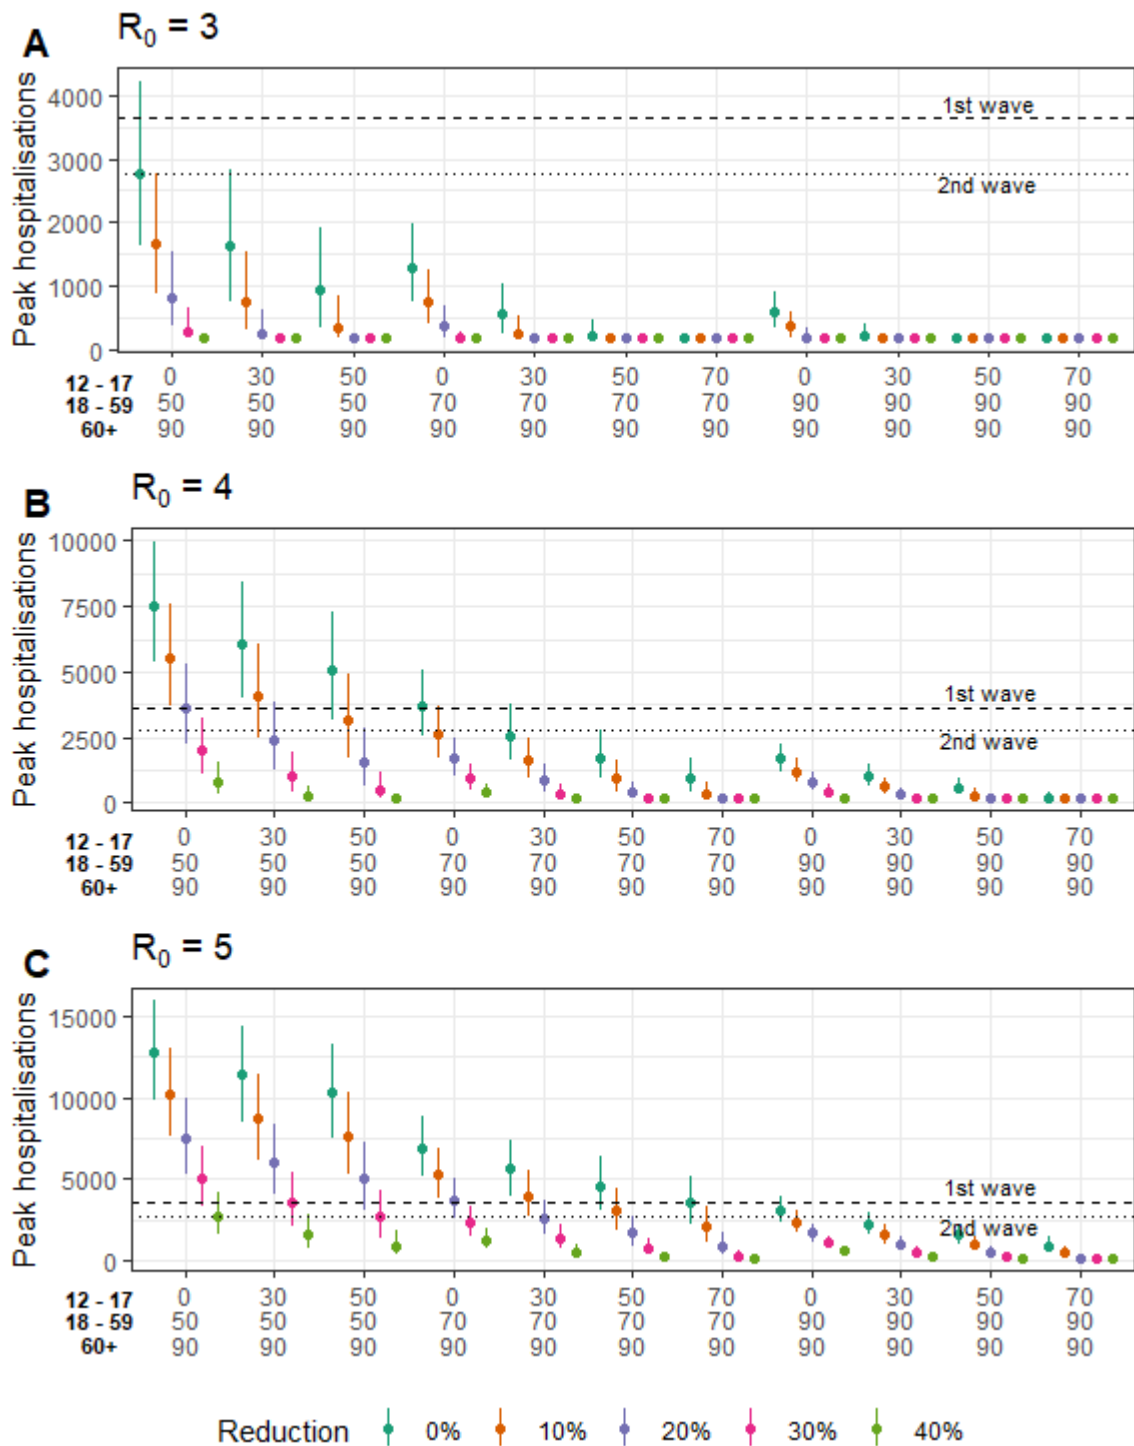 A
R₀ = 3
Peak hospitalisations
4000
3000
2000
1000
0
1st wave
2nd wave
12 - 17 0 30 50 0 30 50 70 0 30 50 70
18 - 59 50 50 50 70 70 70 70 90 90 90 90
60+ 90 90 90 90 90 90 90 90 90 90 90
B
R₀ = 4
Peak hospitalisations
10000
7500
5000
2500
0
1st wave
2nd wave
12 - 17 0 30 50 0 30 50 70 0 30 50 70
18 - 59 50 50 50 70 70 70 70 90 90 90 90
60+ 90 90 90 90 90 90 90 90 90 90 90
C
R₀ = 5
Peak hospitalisations
15000
10000
5000
0
1st wave
2nd wave
12 - 17 0 30 50 0 30 50 70 0 30 50 70
18 - 59 50 50 50 70 70 70 70 90 90 90 90
60+ 90 90 90 90 90 90 90 90 90 90 90
Reduction 0% 10% 20% 30% 40%